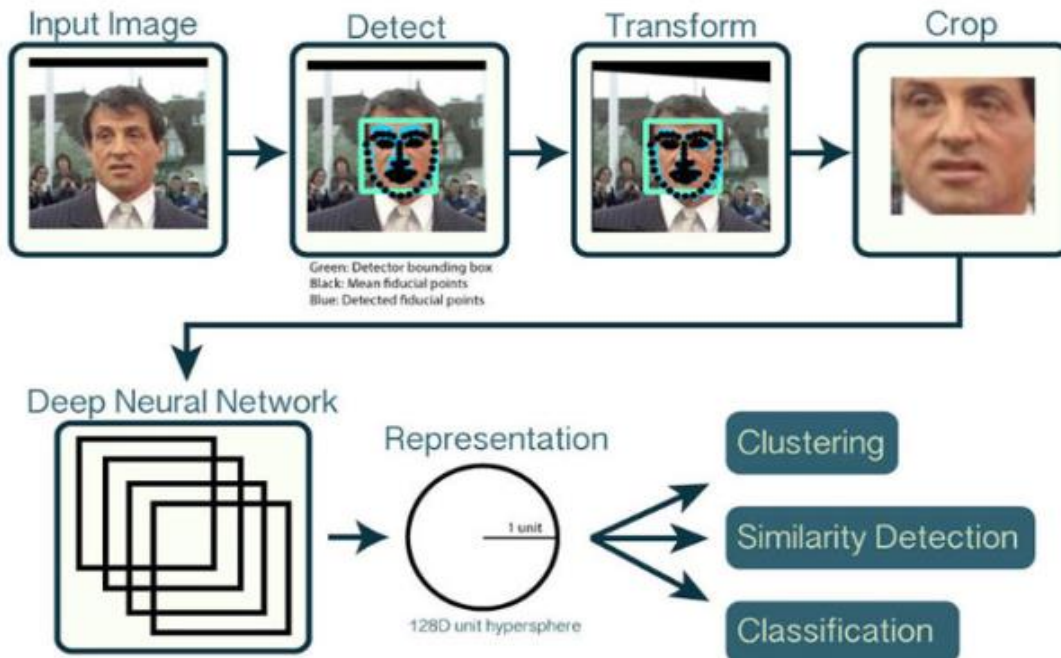 Input Image
Detect
Transform
Crop
Green: Detector bounding box
Black: Mean fiducial points
Blue: Detected fiducial points
Deep Neural Network
Representation
1 unit
128D unit hypersphere
Clustering
Similarity Detection
Classification